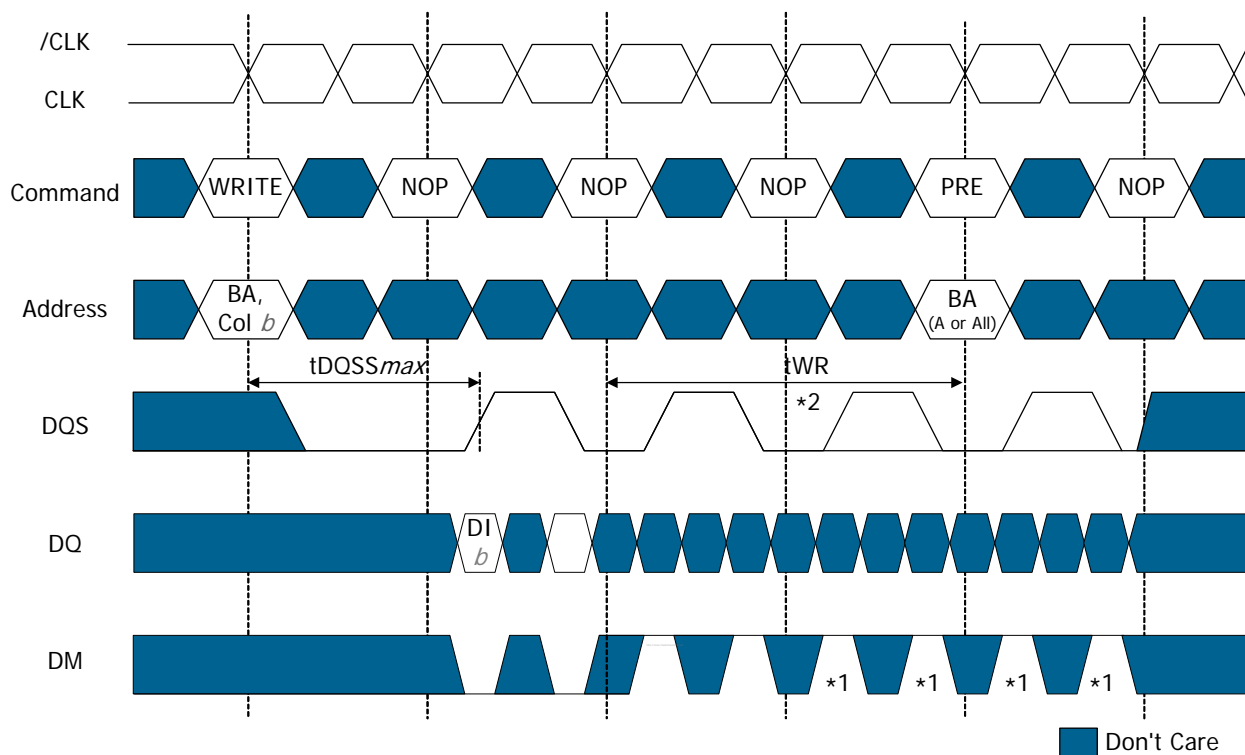 /CLK
CLK
Command
WRITE NOP NOP NOP PRE NOP
Address
BA,
Col b
BA
(A or All)
tDQSSmax
tWR
*2
DQS
DQ
DI
b
DM
*1 *1 *1 *1
Don't Care